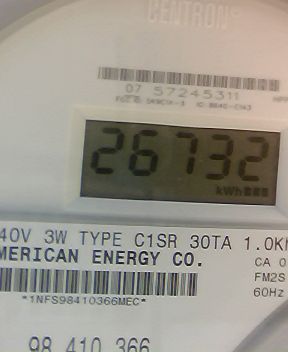 CENTRON
07 57245311
26732
kWh
40V 3W TYPE C1SR 30TA 1.0K
MERICAN ENERGY CO.
CA 0
FM2S
60Hz
*1NFS98410366MEC*
98 410 366